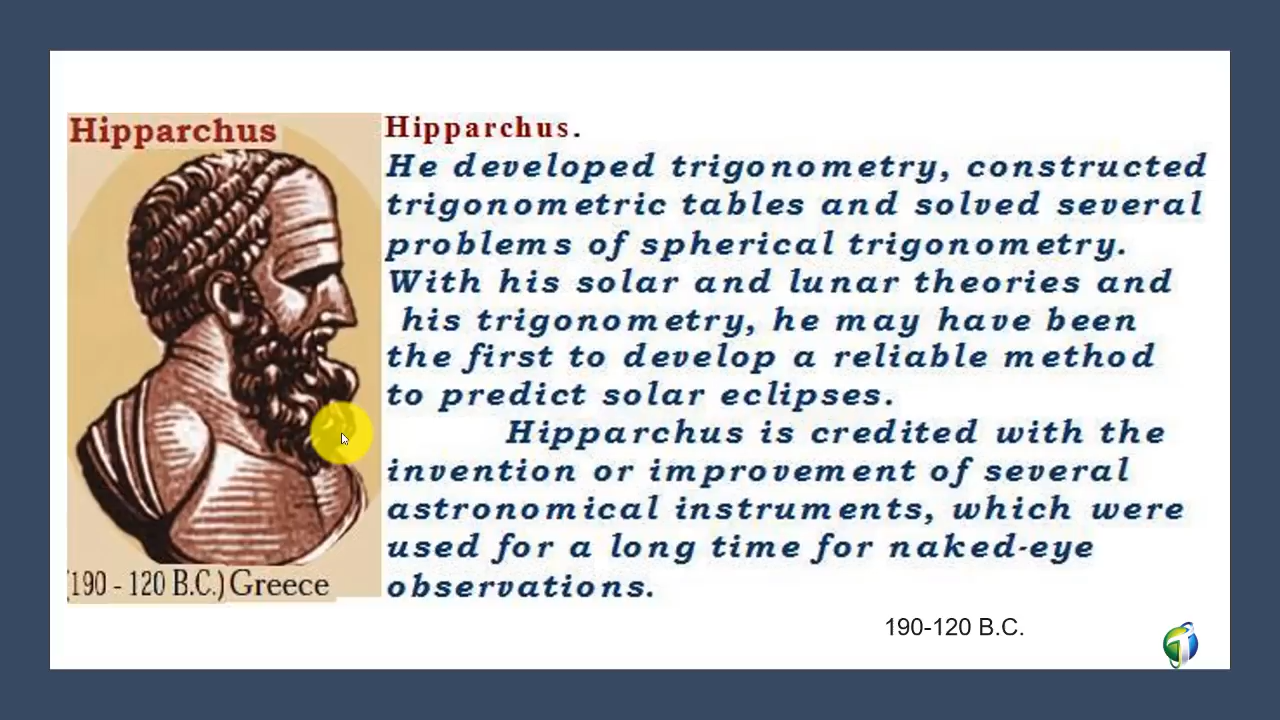 Hipparchus
Hipparchus.
He developed trigonometry, constructed
trigonometric tables and solved several
problems of spherical trigonometry.
With his solar and lunar theories and
his trigonometry, he may have been
the first to develop a reliable method
to predict solar eclipses.
Hipparchus is credited with the
invention or improvement of several
astronomical instruments, which were
used for a long time for naked-eye
observations.
(190 - 120 B.C.) Greece
190-120 B.C.